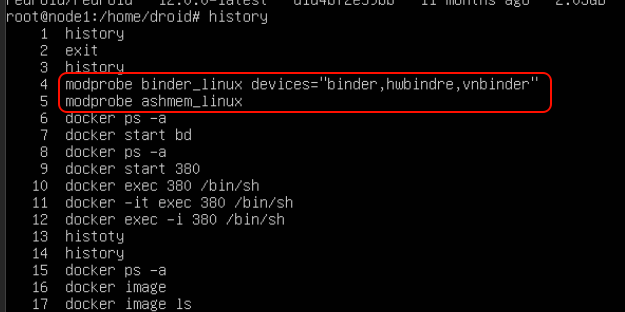 redroid/redroid 12.0.0-latest 11 months ago 2.03GB
root@node1:/home/droid# history
1 history
2 exit
3 history
4 modprobe binder_linux devices="binder,hwbindre,vnbinder"
5 modprobe ashmem_linux
6 docker ps -a
7 docker start bd
8 docker ps -a
9 docker start 380
10 docker exec 380 /bin/sh
11 docker -it exec 380 /bin/sh
12 docker exec -i 380 /bin/sh
13 histoty
14 history
15 docker ps -a
16 docker image
17 docker image ls